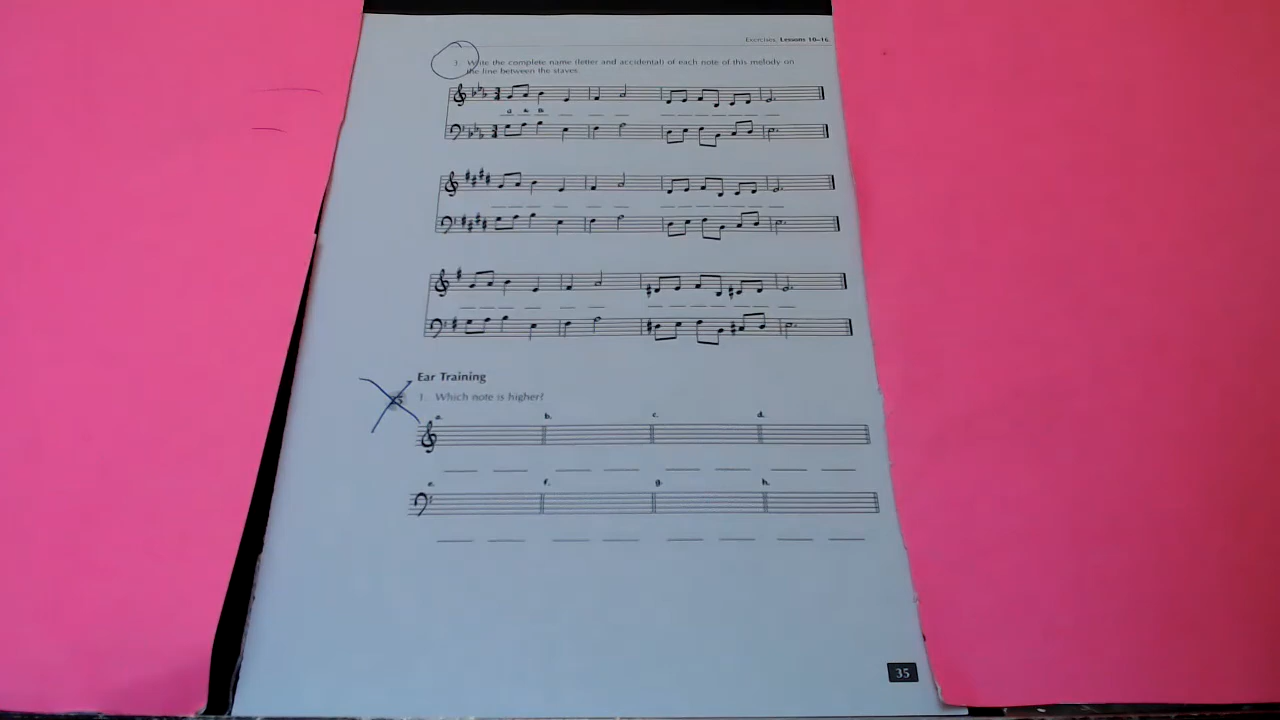 Exercises, Lessons 10–16
3. Write the complete name (letter and accidental) of each note of this melody on
the line between the staves.
Ear Training
1. Which note is higher?
a. b. c. d.
e. f. g. h.
35